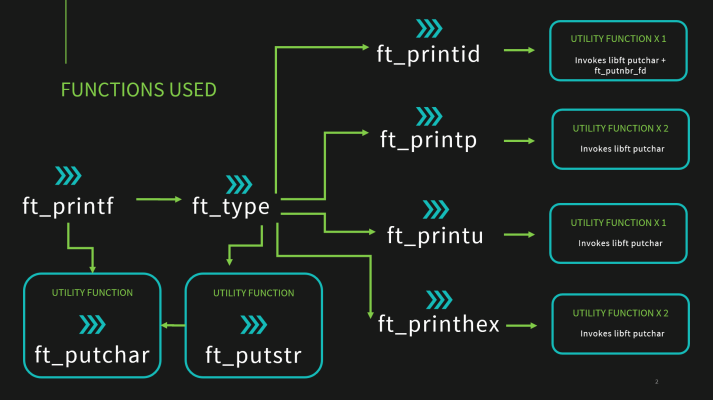 FUNCTIONS USED
ft_printf
ft_type
UTILITY FUNCTION
ft_putchar
UTILITY FUNCTION
ft_putstr
ft_printid
UTILITY FUNCTION X 1
Invokes libft putchar +
ft_putnbr_fd
ft_printp
UTILITY FUNCTION X 2
Invokes libft putchar
ft_printu
UTILITY FUNCTION X 1
Invokes libft putchar
ft_printhex
UTILITY FUNCTION X 2
Invokes libft putchar
2